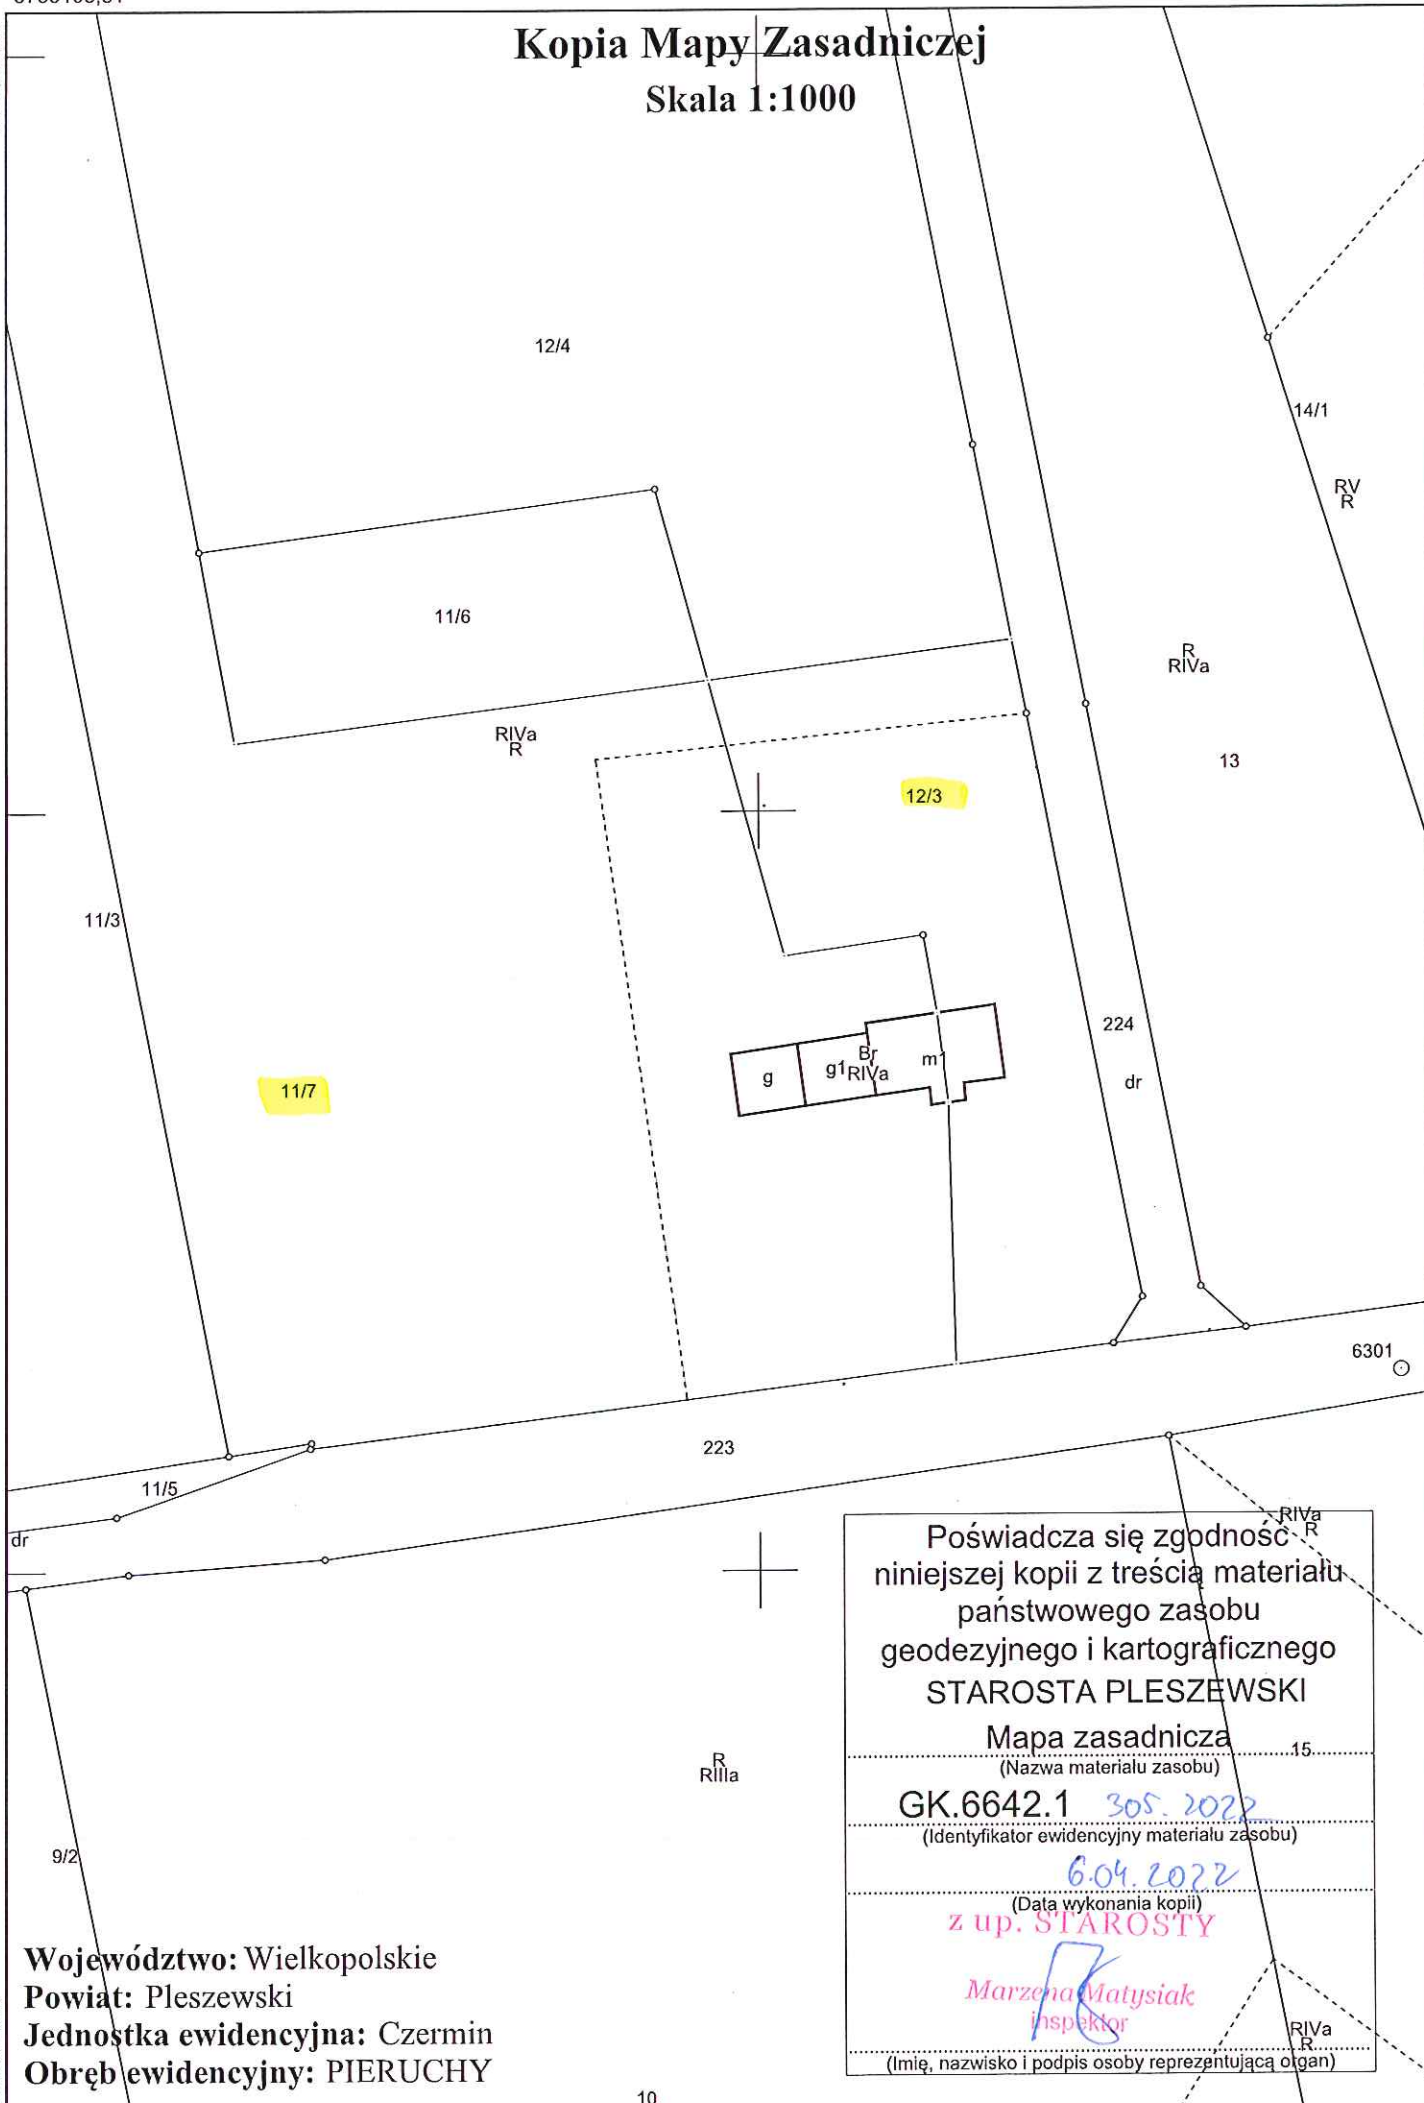 Kopia Mapy Zasadniczej
Skala 1:1000
12/4
14/1
RV
R
11/6
R
RIVa
RIVa
R
13
12/3
11/3
224
Br
m1
g
g1
RIVa
dr
11/7
6301
223
11/5
dr
RIVa
R
Poświadcza się zgodność
niniejszej kopii z treścią materiału
państwowego zasobu
geodezyjnego i kartograficznego
STAROSTA PLESZEWSKI
Mapa zasadnicza
15
(Nazwa materiału zasobu)
R
RIIIa
GK.6642.1 305.2022
(Identyfikator ewidencyjny materiału zasobu)
9/2
6.04.2022
(Data wykonania kopii)
z up. STAROSTY
Marzena Matysiak
inspektor
RIVa
R
(Imię, nazwisko i podpis osoby reprezentującą organ)
Województwo: Wielkopolskie
Powiat: Pleszewski
Jednostka ewidencyjna: Czermin
Obręb ewidencyjny: PIERUCHY
10